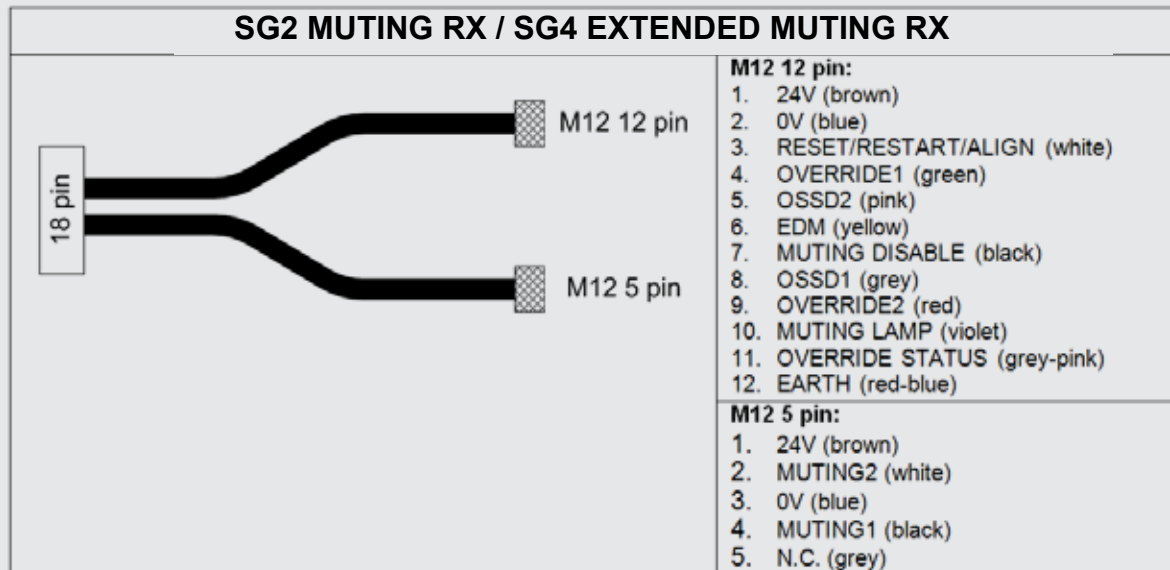 SG2 MUTING RX / SG4 EXTENDED MUTING RX
18 pin
M12 12 pin
M12 5 pin
M12 12 pin:
1. 24V (brown)
2. 0V (blue)
3. RESET/RESTART/ALIGN (white)
4. OVERRIDE1 (green)
5. OSSD2 (pink)
6. EDM (yellow)
7. MUTING DISABLE (black)
8. OSSD1 (grey)
9. OVERRIDE2 (red)
10. MUTING LAMP (violet)
11. OVERRIDE STATUS (grey-pink)
12. EARTH (red-blue)
M12 5 pin:
1. 24V (brown)
2. MUTING2 (white)
3. 0V (blue)
4. MUTING1 (black)
5. N.C. (grey)